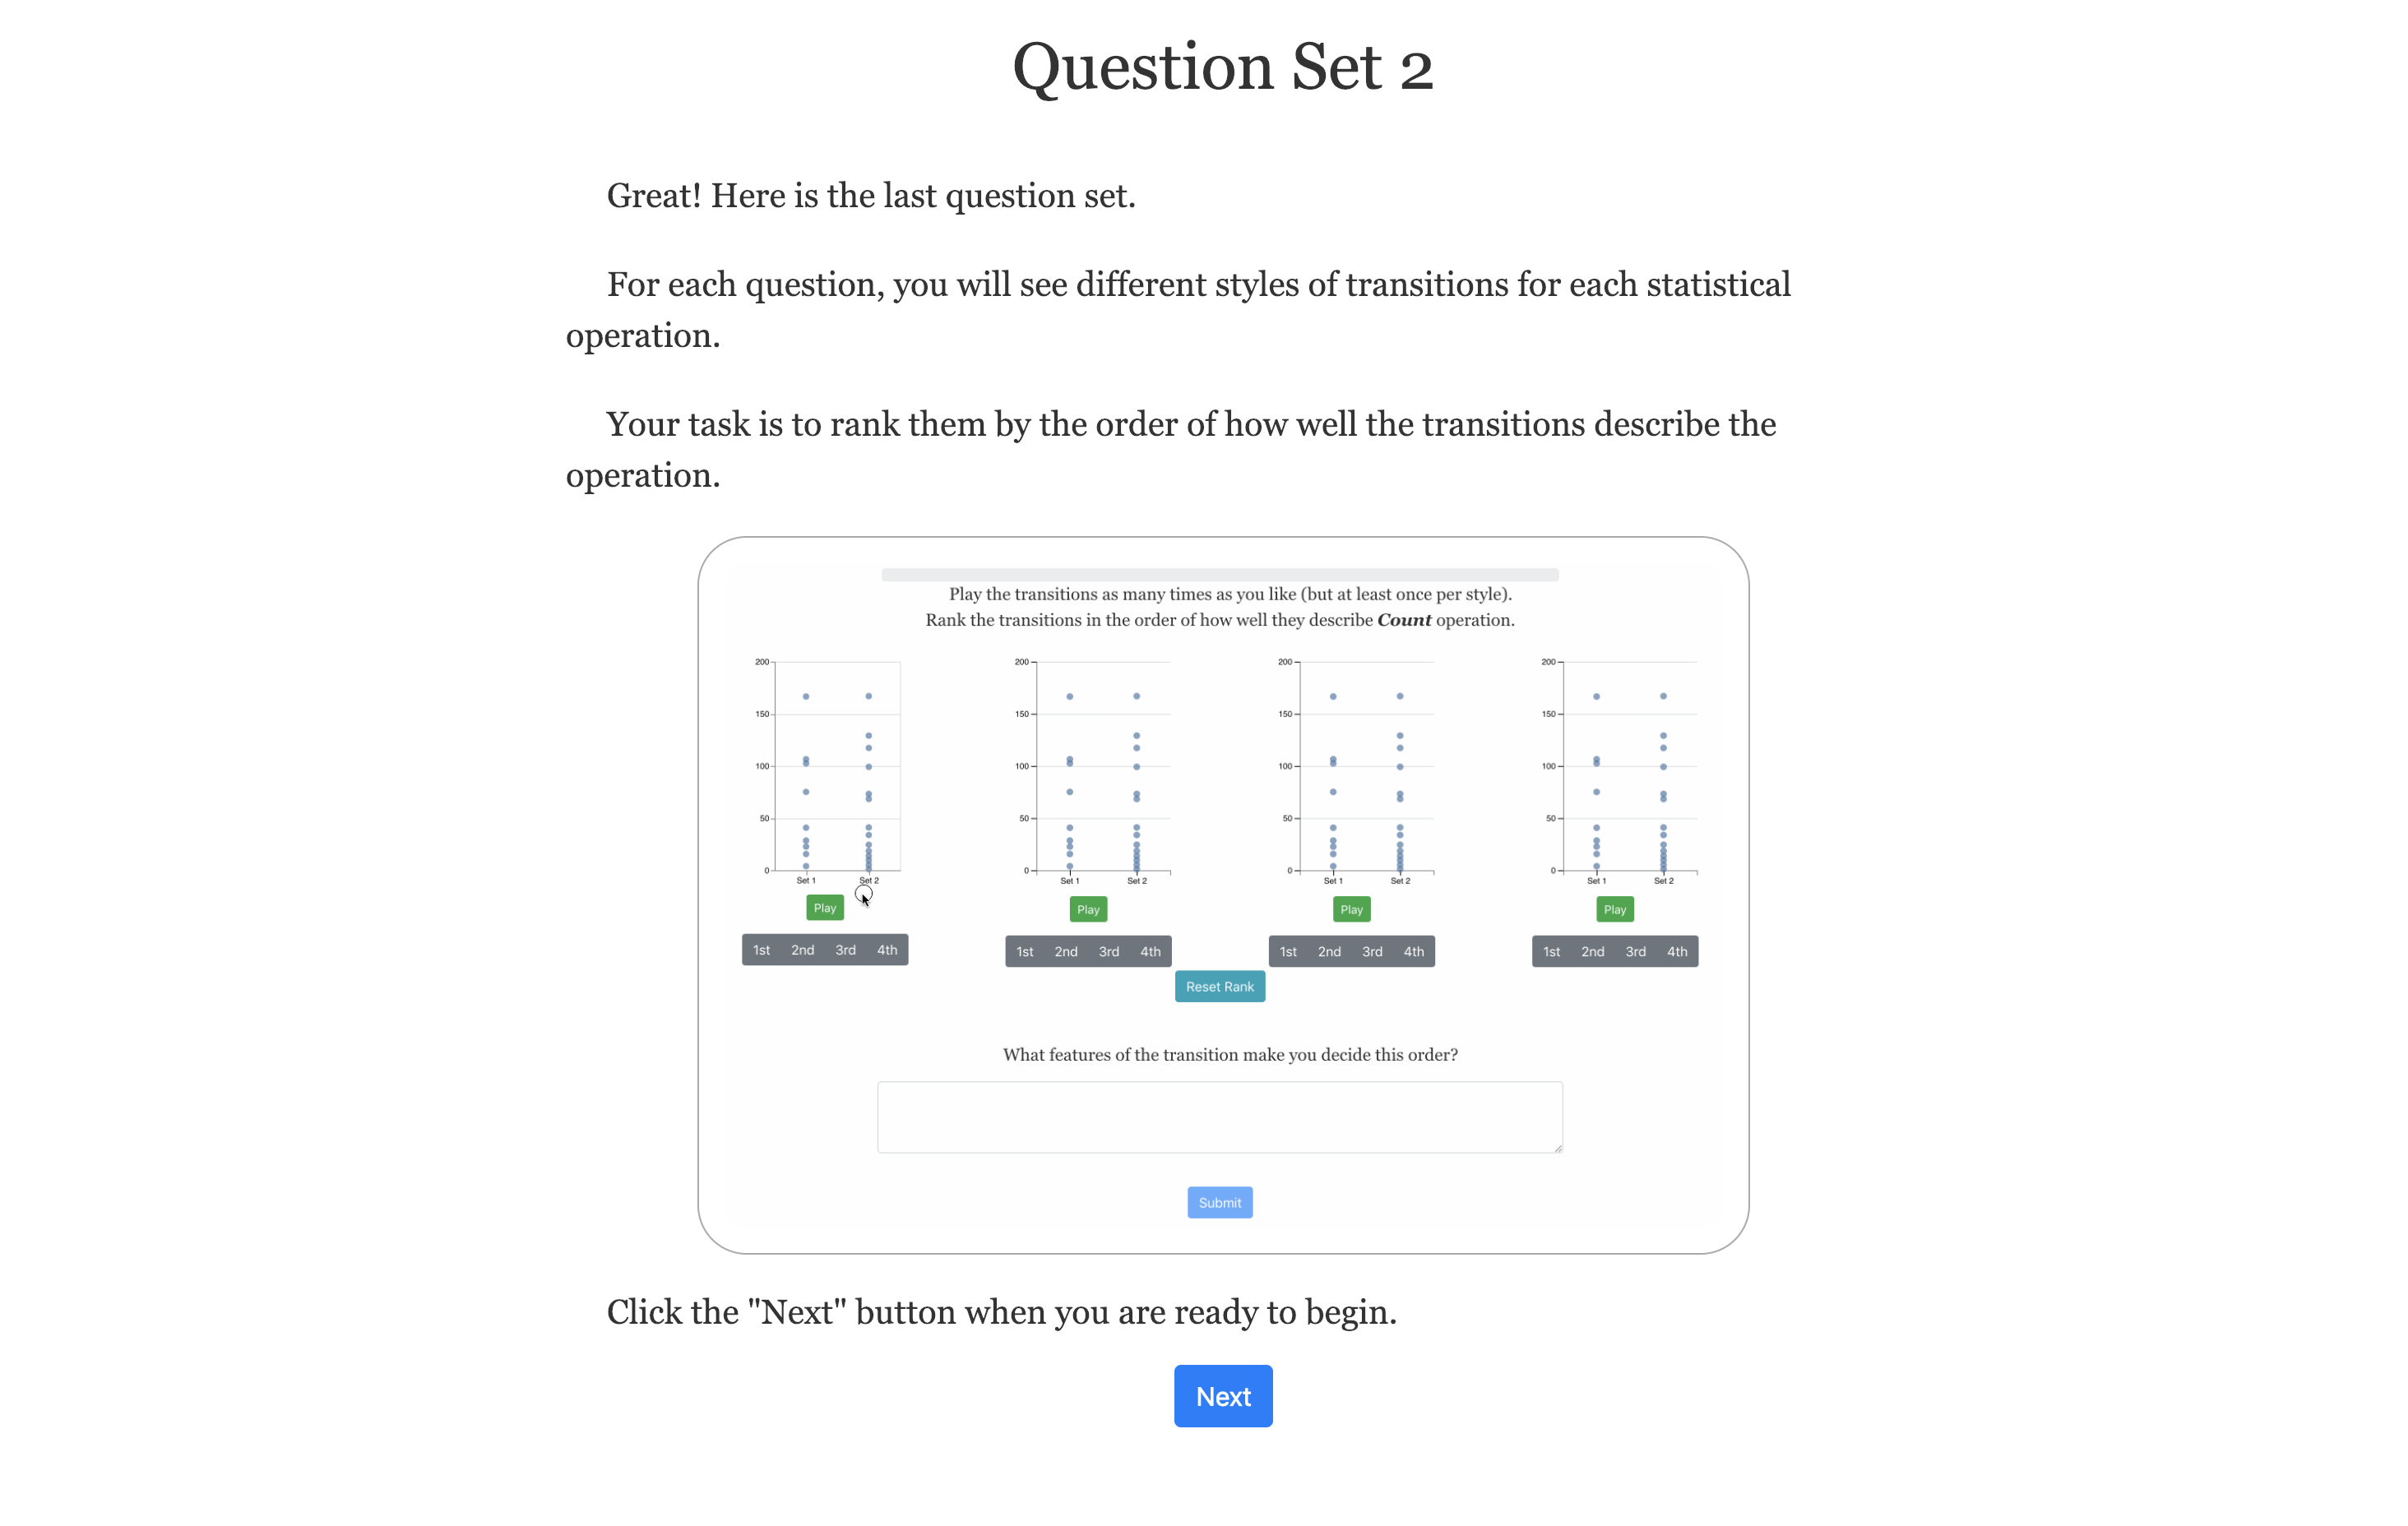 Question Set 2
Great! Here is the last question set.
For each question, you will see different styles of transitions for each statistical
operation.
Your task is to rank them by the order of how well the transitions describe the
operation.
Play the transitions as many times as you like (but at least once per style).
Rank the transitions in the order of how well they describe Count operation.
200
150
100
50
0
Set 1 Set 2
Play
1st 2nd 3rd 4th
200
150
100
50
0
Set 1 Set 2
Play
1st 2nd 3rd 4th
200
150
100
50
0
Set 1 Set 2
Play
1st 2nd 3rd 4th
200
150
100
50
0
Set 1 Set 2
Play
1st 2nd 3rd 4th
Reset Rank
What features of the transition make you decide this order?
Submit
Click the "Next" button when you are ready to begin.
Next